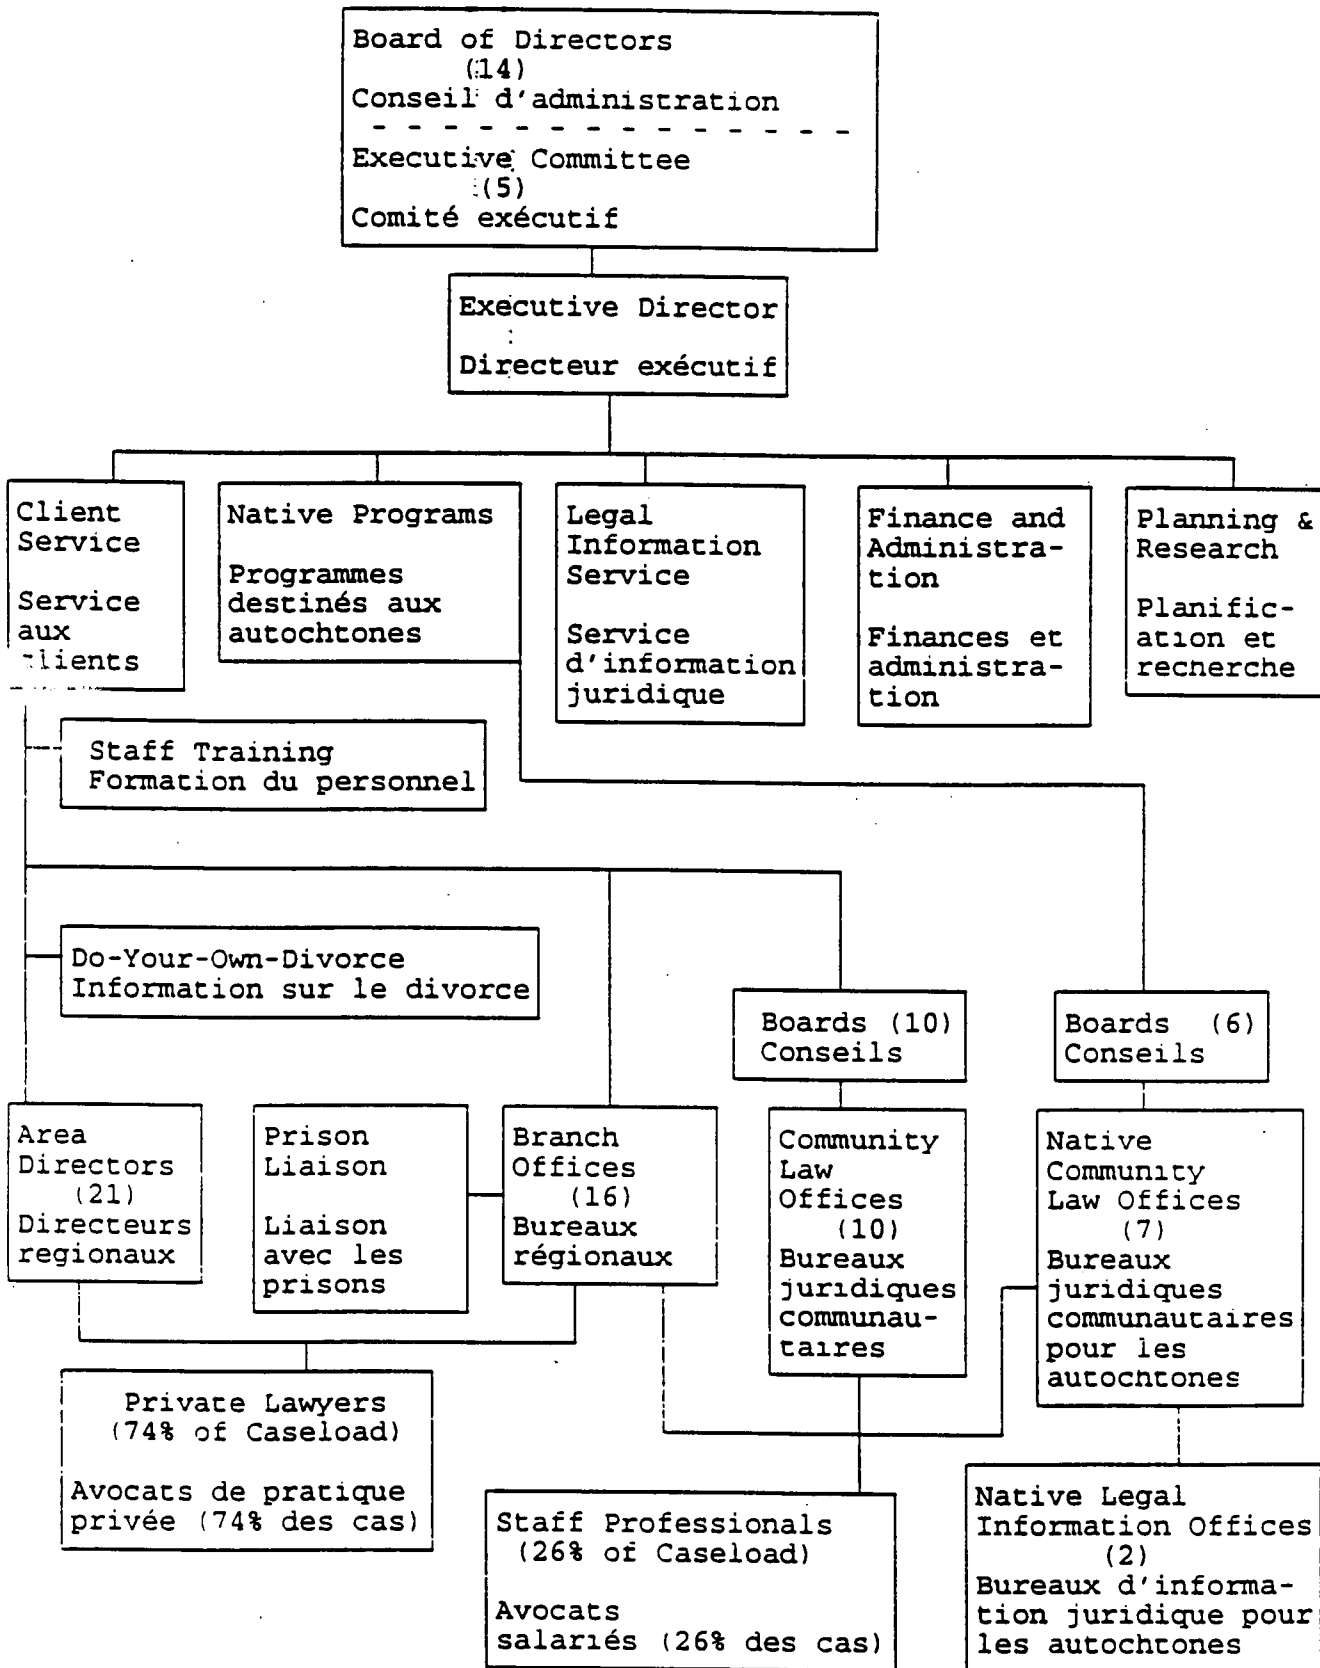 Board of Directors
(14)
Conseil d'administration
Executive Committee
(5)
Comité exécutif
Executive Director
Directeur exécutif
Client
Service
Service
aux
clients
Native Programs
Programmes
destinés aux
autochtones
Legal
Information
Service
Service
d'information
juridique
Finance and
Administra-
tion
Finances et
administra-
tion
Planning &
Research
Planific-
ation et
recherche
Staff Training
Formation du personnel
Do-Your-Own-Divorce
Information sur le divorce
Boards (10)
Conseils
Boards (6)
Conseils
Area
Directors
(21)
Directeurs
regionaux
Prison
Liaison
Liaison
avec les
prisons
Branch
Offices
(16)
Bureaux
régionaux
Community
Law
Offices
(10)
Bureaux
juridiques
communau-
taires
Native
Community
Law Offices
(7)
Bureaux
juridiques
communautaires
pour les
autochtones
Private Lawyers
(74% of Caseload)
Avocats de pratique
privée (74% des cas)
Staff Professionals
(26% of Caseload)
Avocats
salariés (26% des cas)
Native Legal
Information Offices
(2)
Bureaux d'informa-
tion juridique pour
les autochtones